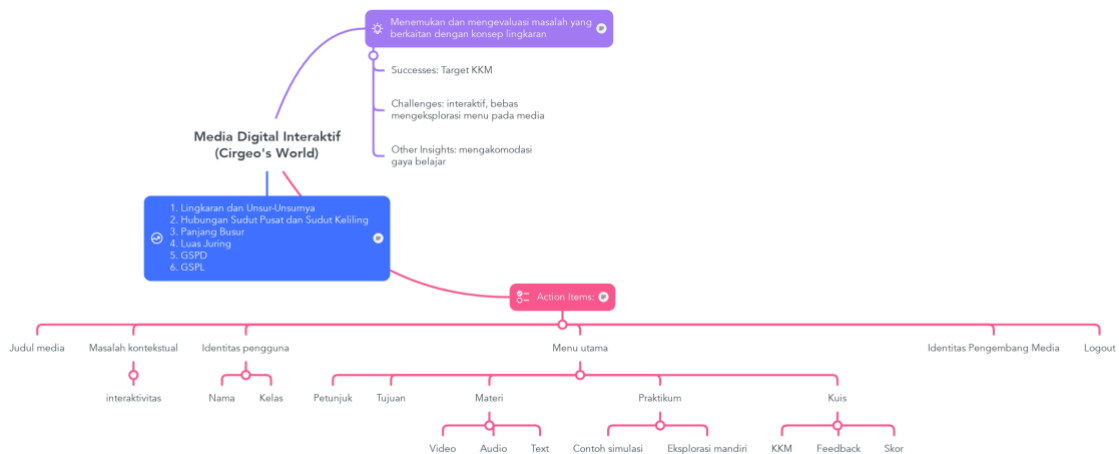 Menemukan dan mengevaluasi masalah yang
berkaitan dengan konsep lingkaran
Successes: Target KKM
Challenges: interaktif, bebas
mengeksplorasi menu pada media
Other Insights: mengakomodasi
gaya belajar
Media Digital Interaktif
(Cirgeo's World)
1. Lingkaran dan Unsur-Unsurnya
2. Hubungan Sudut Pusat dan Sudut Keliling
3. Panjang Busur
4. Luas Juring
5. GSPD
6. GSPL
Action Items:
Judul media
Masalah kontekstual
Identitas pengguna
Menu utama
Identitas Pengembang Media
Logout
interaktivitas
Nama
Kelas
Petunjuk
Tujuan
Materi
Praktikum
Kuis
Video
Audio
Text
Contoh simulasi
Eksplorasi mandiri
KKM
Feedback
Skor